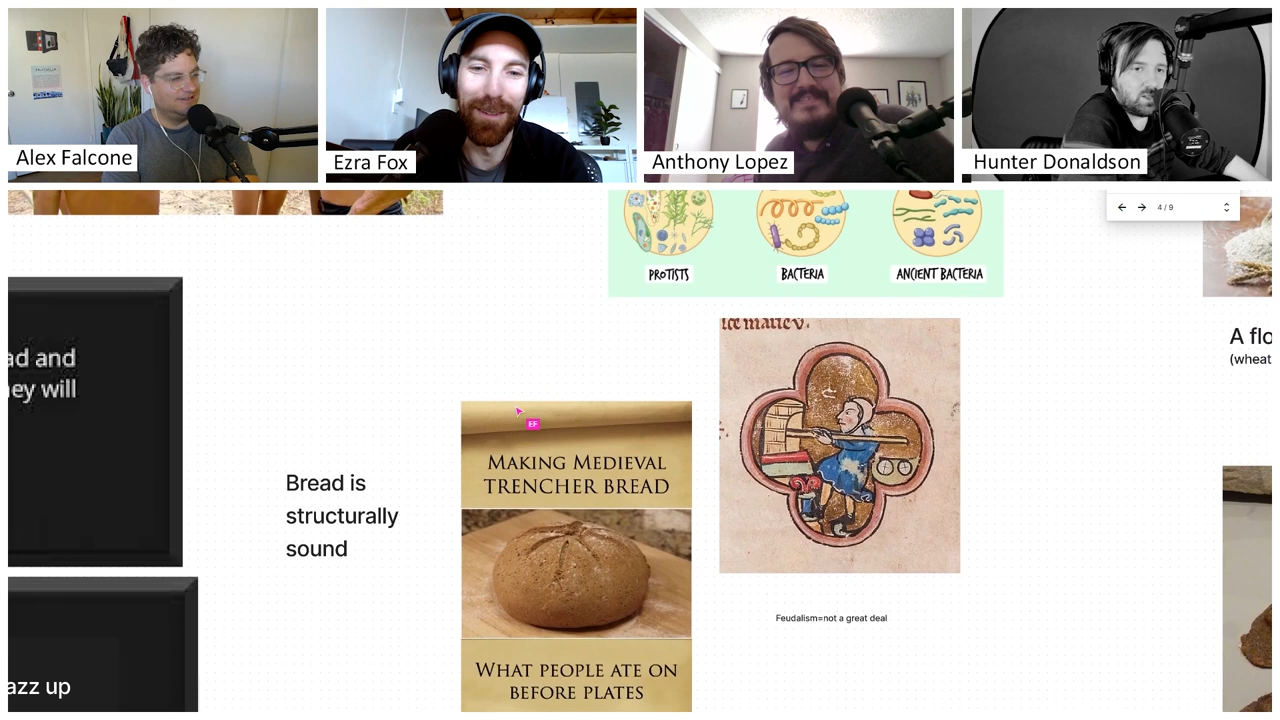 Alex Falcone
Ezra Fox
Anthony Lopez
Hunter Donaldson
4 / 9
PROTISTS
BACTERIA
ANCIENT BACTERIA
ad and
ey will
A flo
(wheat
EF
MAKING MEDIEVAL
TRENCHER BREAD
Bread is
structurally
sound
Feudalism=not a great deal
WHAT PEOPLE ATE ON
BEFORE PLATES
azz up